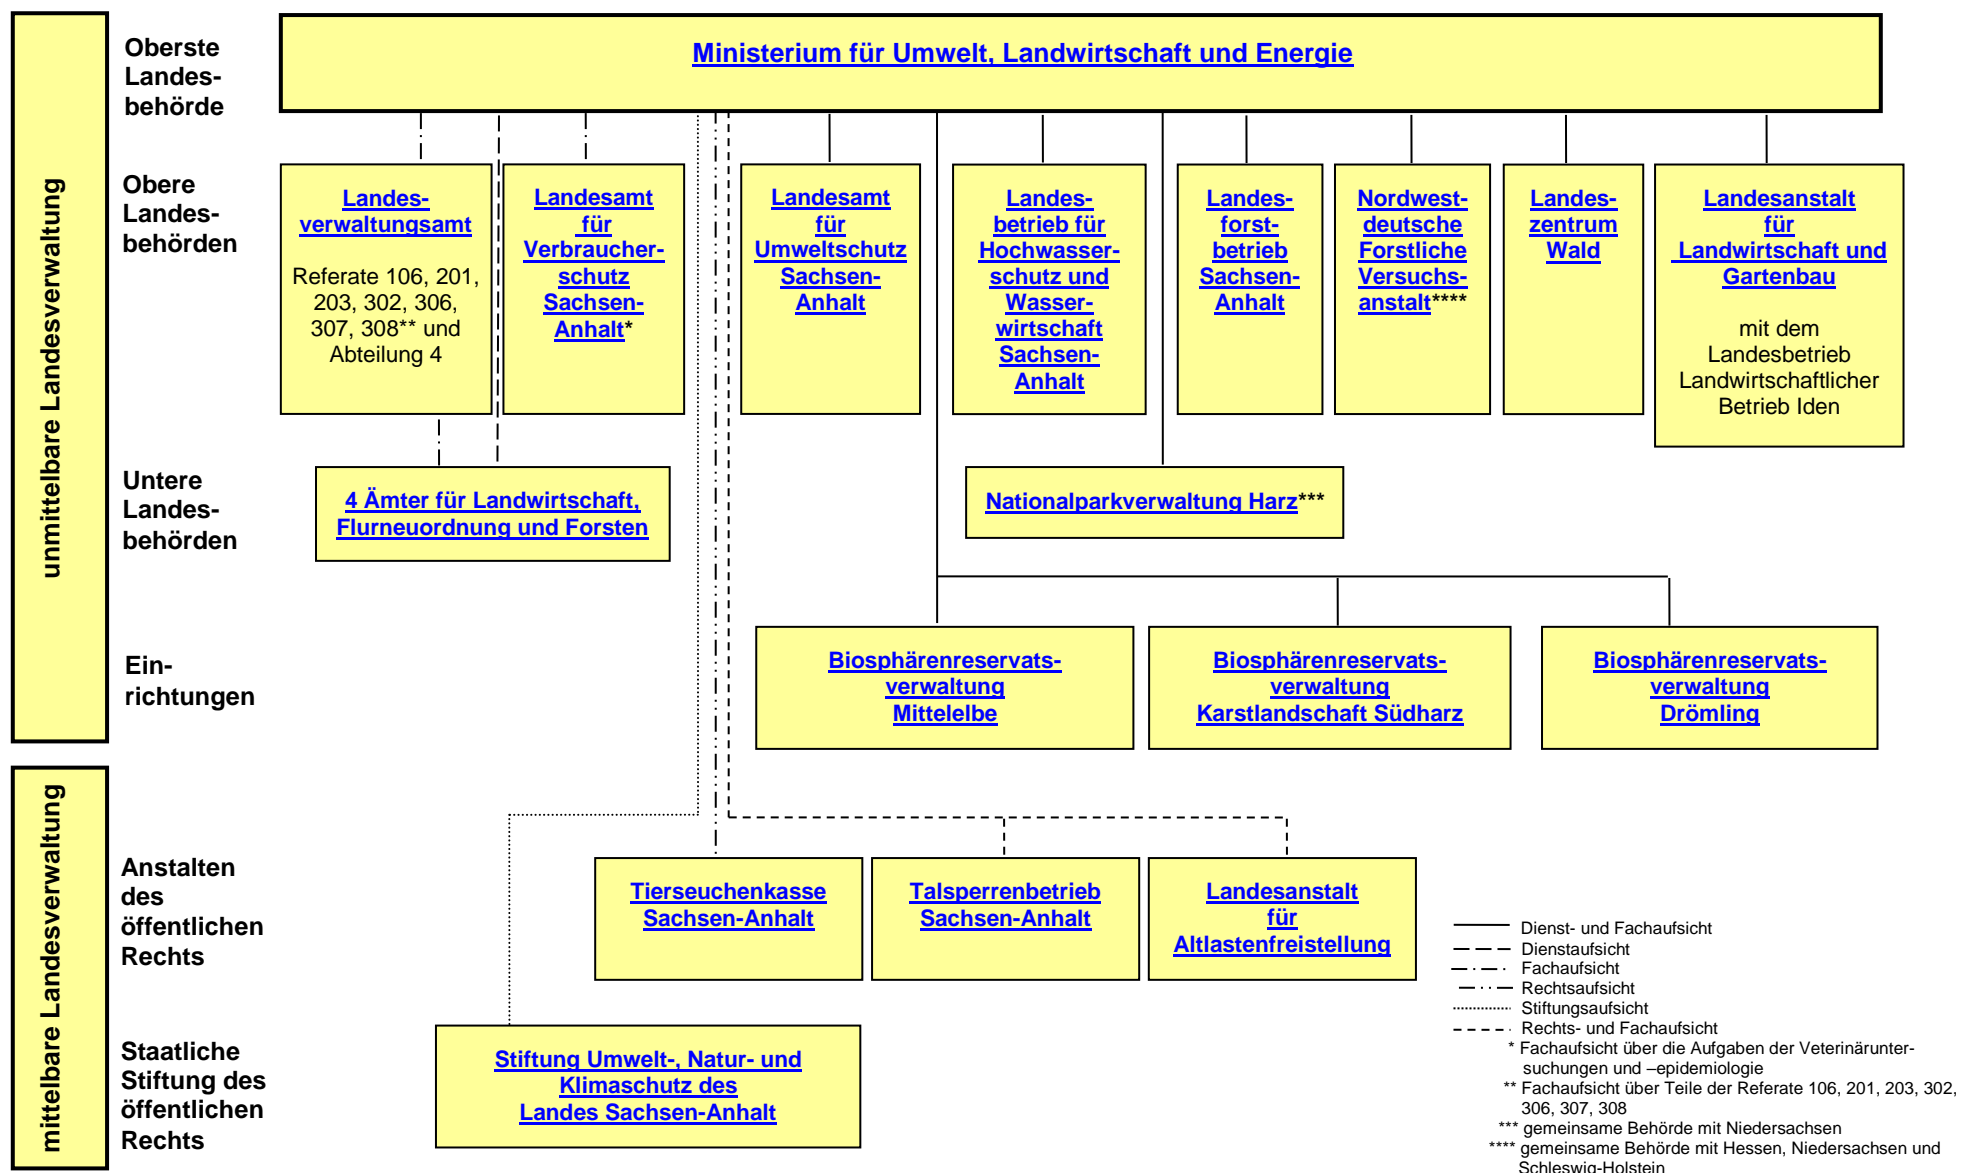 unmittelbare Landesverwaltung
Oberste
Landes-
behörde
Ministerium für Umwelt, Landwirtschaft und Energie
Obere
Landes-
behörden
Landes-
verwaltungsamt
Referate 106, 201,
203, 302, 306,
307, 308** und
Abteilung 4
Landesamt
für
Verbraucher-
schutz
Sachsen-
Anhalt*
Landesamt
für
Umweltschutz
Sachsen-
Anhalt
Landes-
betrieb für
Hochwasser-
schutz und
Wasser-
wirtschaft
Sachsen-
Anhalt
Landes-
forst-
betrieb
Sachsen-
Anhalt
Nordwest-
deutsche
Forstliche
Versuchs-
anstalt****
Landes-
zentrum
Wald
Landesanstalt
für
Landwirtschaft und
Gartenbau
mit dem
Landesbetrieb
Landwirtschaftlicher
Betrieb Iden
Untere
Landes-
behörden
4 Ämter für Landwirtschaft,
Flurneuordnung und Forsten
Nationalparkverwaltung Harz***
Ein-
richtungen
Biosphärenreservats-
verwaltung
Mittelelbe
Biosphärenreservats-
verwaltung
Karstlandschaft Südharz
Biosphärenreservats-
verwaltung
Drömling
mittelbare Landesverwaltung
Anstalten
des
öffentlichen
Rechts
Tierseuchenkasse
Sachsen-Anhalt
Talsperrenbetrieb
Sachsen-Anhalt
Landesanstalt
für
Altlastenfreistellung
Staatliche
Stiftung des
öffentlichen
Rechts
Stiftung Umwelt-, Natur- und
Klimaschutz des
Landes Sachsen-Anhalt
Dienst- und Fachaufsicht
Dienstaufsicht
Fachaufsicht
Rechtsaufsicht
Stiftungsaufsicht
Rechts- und Fachaufsicht
* Fachaufsicht über die Aufgaben der Veterinärunter-
suchungen und –epidemiologie
** Fachaufsicht über Teile der Referate 106, 201, 203, 302,
306, 307, 308
*** gemeinsame Behörde mit Niedersachsen
**** gemeinsame Behörde mit Hessen, Niedersachsen und
Schleswig-Holstein